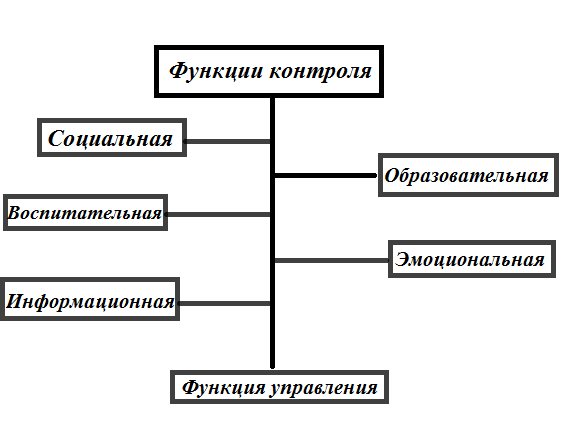 Функции контроля
Социальная
Образовательная
Воспитательная
Эмоциональная
Информационная
Функция управления